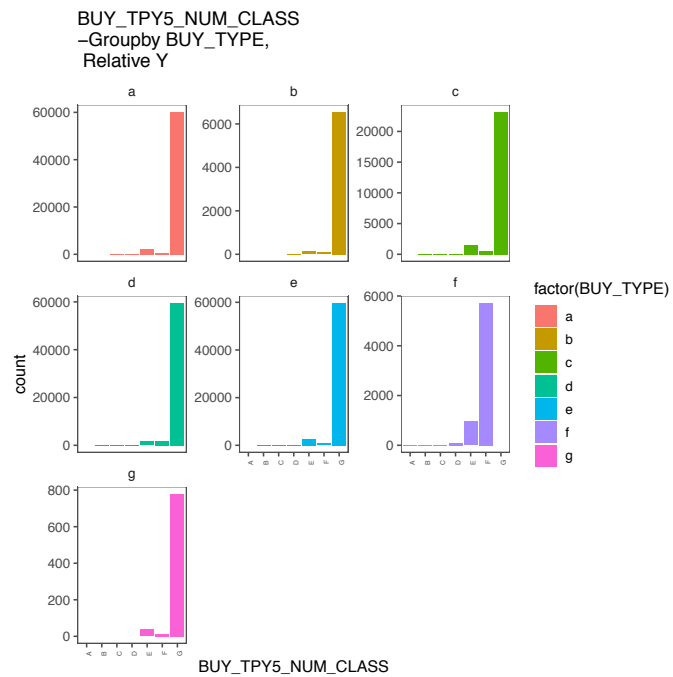 BUY_TPY5_NUM_CLASS
−Groupby BUY_TYPE,
Relative Y
a
b
c
60000
40000
20000
0
6000
4000
2000
0
20000
15000
10000
5000
0
d
e
f
60000
40000
20000
0
60000
40000
20000
0
6000
4000
2000
0
A B C D E F G
A B C D E F G
g
800
600
400
200
0
A B C D E F G
count
BUY_TPY5_NUM_CLASS
factor(BUY_TYPE)
a
b
c
d
e
f
g